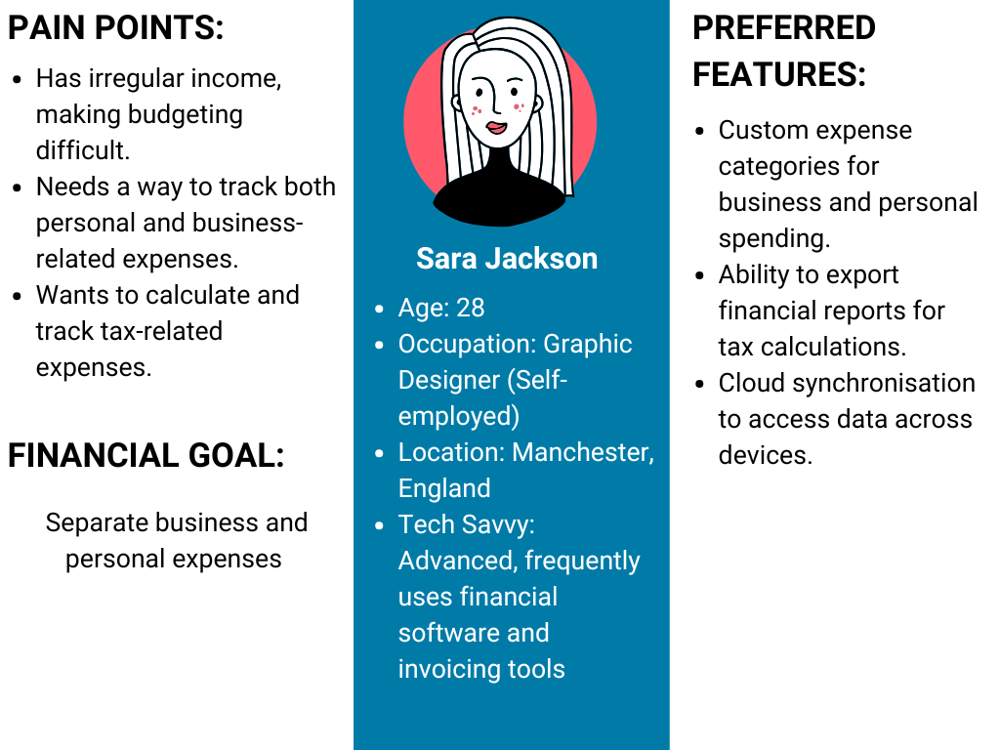 PAIN POINTS:
• Has irregular income,
making budgeting
difficult.
• Needs a way to track both
personal and business-
related expenses.
• Wants to calculate and
track tax-related
expenses.
FINANCIAL GOAL:
Separate business and
personal expenses
Sara Jackson
• Age: 28
• Occupation: Graphic
Designer (Self-
employed)
• Location: Manchester,
England
• Tech Savvy:
Advanced, frequently
uses financial
software and
invoicing tools
PREFERRED
FEATURES:
• Custom expense
categories for
business and personal
spending.
• Ability to export
financial reports for
tax calculations.
• Cloud synchronisation
to access data across
devices.